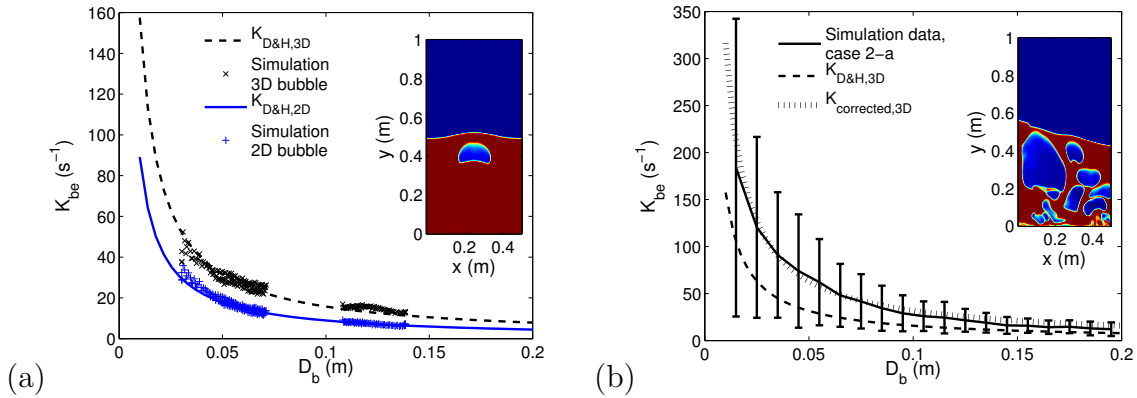 160
140
120
100
80
60
40
20
0
K_be (s^−1)
0
0.05
0.1
0.15
0.2
D_b (m)
K_D&H,3D
Simulation
3D bubble
K_D&H,2D
Simulation
2D bubble
1
0.8
0.6
0.4
0.2
0
y (m)
0.2 0.4
x (m)
(a)
350
300
250
200
150
100
50
0
K_be (s^−1)
0
0.05
0.1
0.15
0.2
D_b (m)
Simulation data,
case 2−a
K_D&H,3D
K_corrected,3D
1
0.8
0.6
0.4
0.2
0
y (m)
0.2 0.4
x (m)
(b)